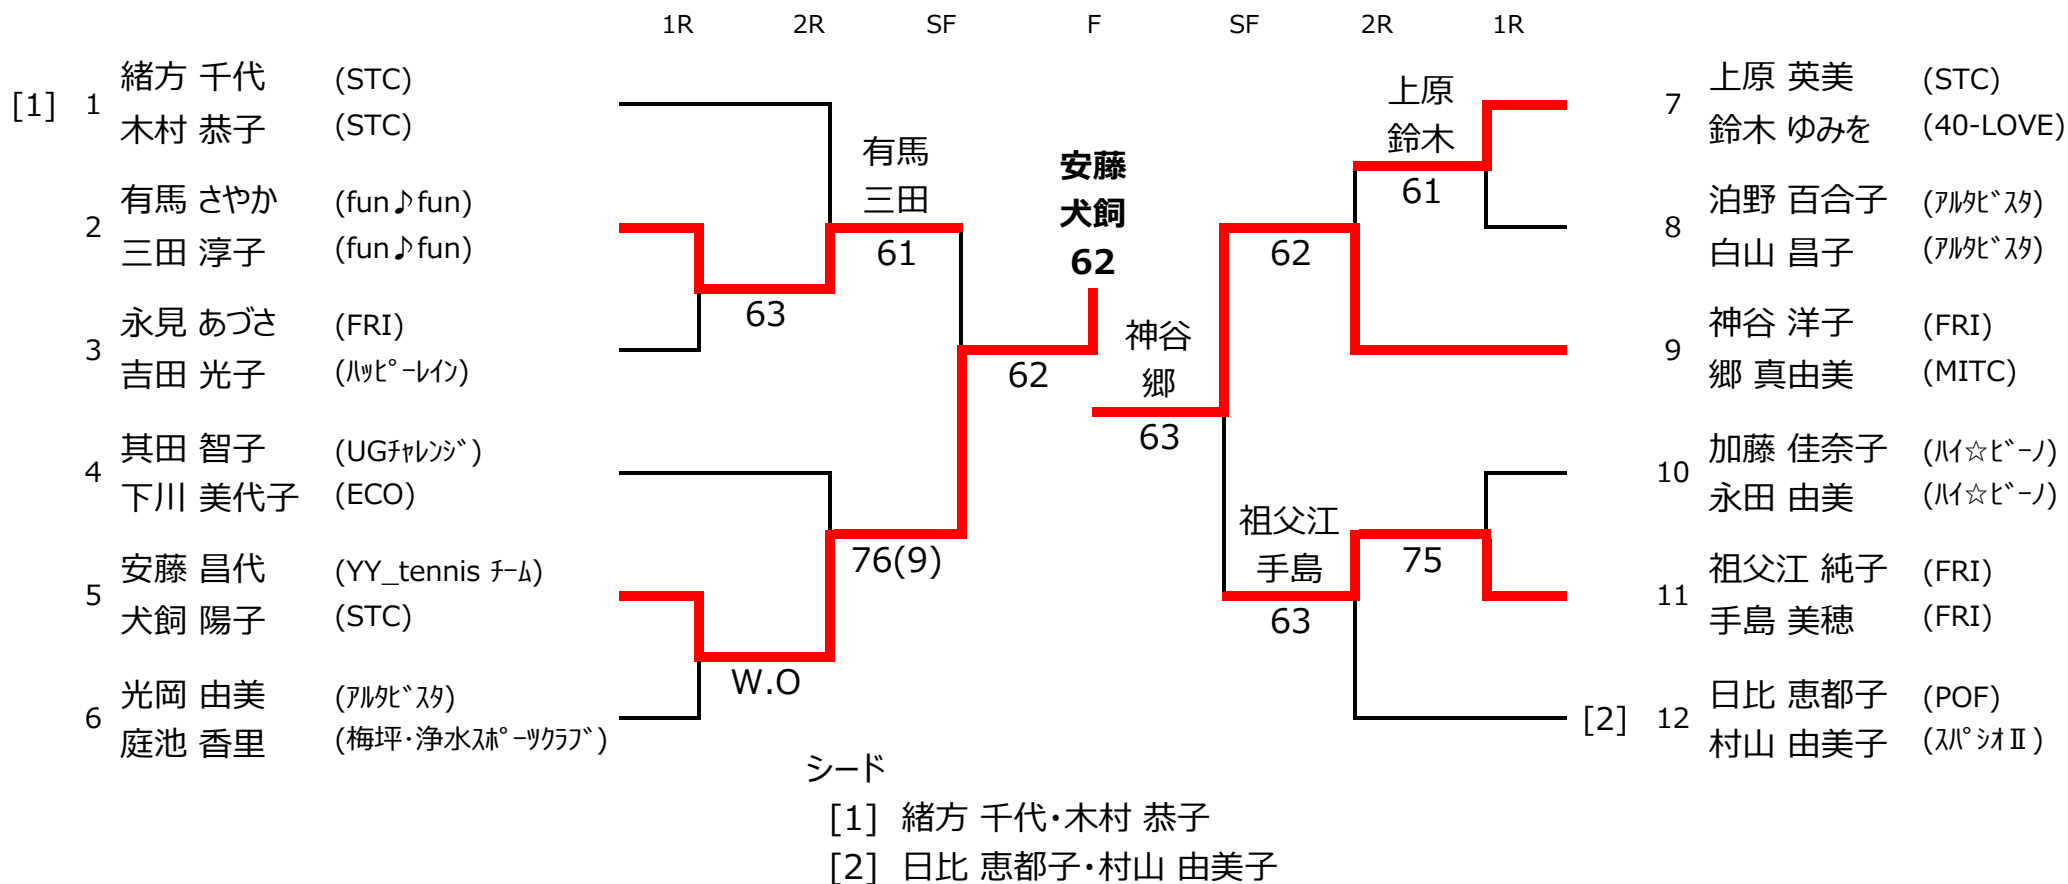 1R 2R SF F SF 2R 1R
[1] 1 緒方 千代 (STC)
木村 恭子 (STC)
2 有馬 さやか (fun♪fun)
三田 淳子 (fun♪fun)
3 永見 あづさ (FRI)
吉田 光子 (ﾊｯﾋﾟｰﾚｲﾝ)
4 其田 智子 (UGﾁｬﾚﾝｼﾞ)
下川 美代子 (ECO)
5 安藤 昌代 (YY_tennis ﾁｰﾑ)
犬飼 陽子 (STC)
6 光岡 由美 (ｱﾙﾀﾋﾞｽﾀ)
庭池 香里 (梅坪･浄水ｽﾎﾟｰﾂｸﾗﾌﾞ)
63
W.O
有馬
三田
61
76(9)
62
安藤
犬飼
62
神谷
郷
63
62
祖父江
手島
63
上原
鈴木
61
75
7 上原 英美 (STC)
鈴木 ゆみを (40-LOVE)
8 泊野 百合子 (ｱﾙﾀﾋﾞｽﾀ)
白山 昌子 (ｱﾙﾀﾋﾞｽﾀ)
9 神谷 洋子 (FRI)
郷 真由美 (MITC)
10 加藤 佳奈子 (ﾊｲ☆ﾋﾞｰﾉ)
永田 由美 (ﾊｲ☆ﾋﾞｰﾉ)
11 祖父江 純子 (FRI)
手島 美穂 (FRI)
[2] 12 日比 恵都子 (POF)
村山 由美子 (ｽﾊﾟｼｵⅡ)
シード
[1] 緒方 千代･木村 恭子
[2] 日比 恵都子･村山 由美子